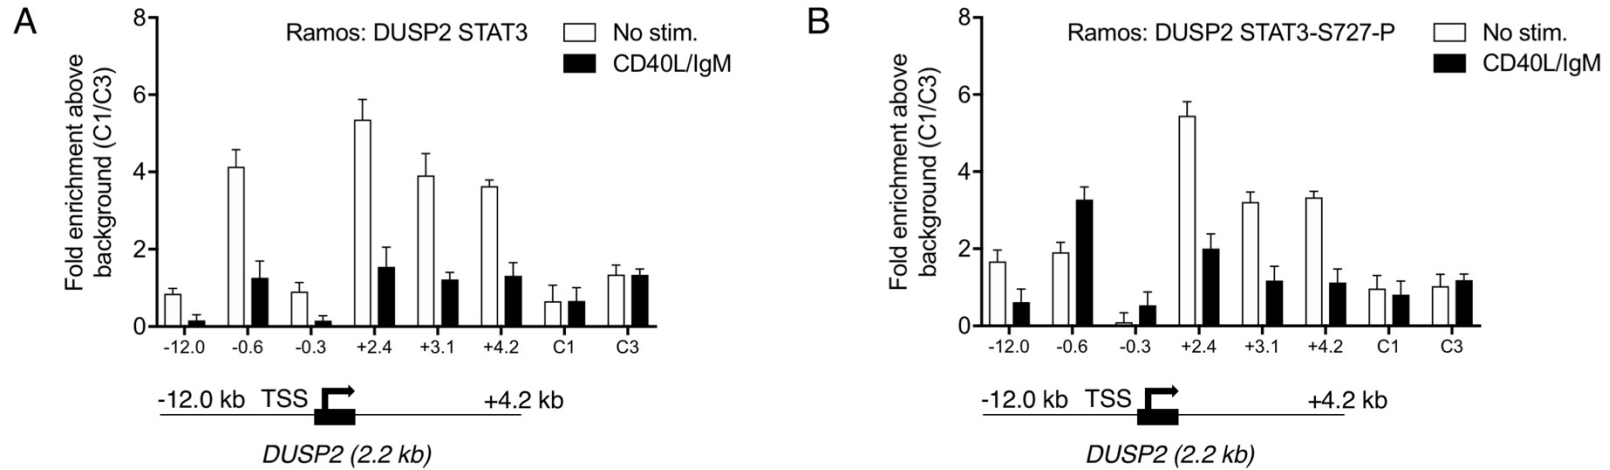 A
Ramos: DUSP2 STAT3
No stim.
CD40L/IgM
Fold enrichment above
background (C1/C3)
8
6
4
2
0
-12.0 -0.6 -0.3 +2.4 +3.1 +4.2 C1 C3
-12.0 kb TSS +4.2 kb
DUSP2 (2.2 kb)
B
Ramos: DUSP2 STAT3-S727-P
No stim.
CD40L/IgM
Fold enrichment above
background (C1/C3)
8
6
4
2
0
-12.0 -0.6 -0.3 +2.4 +3.1 +4.2 C1 C3
-12.0 kb TSS +4.2 kb
DUSP2 (2.2 kb)